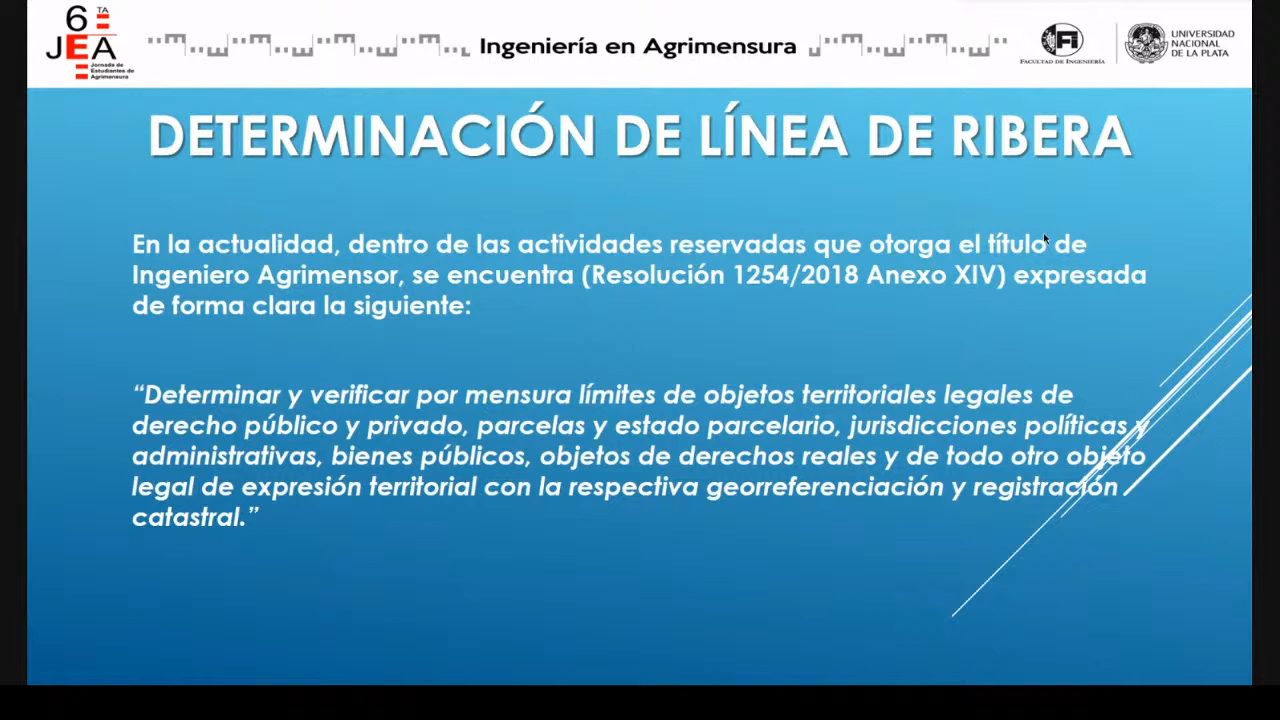 6 TA
JEA
Jornada de
Estudiantes de
Agrimensura
Ingeniería en Agrimensura
FI
FACULTAD DE INGENIERÍA
UNIVERSIDAD
NACIONAL
DE LA PLATA
DETERMINACIÓN DE LÍNEA DE RIBERA
En la actualidad, dentro de las actividades reservadas que otorga el título de
Ingeniero Agrimensor, se encuentra (Resolución 1254/2018 Anexo XIV) expresada
de forma clara la siguiente:
“Determinar y verificar por mensura límites de objetos territoriales legales de
derecho público y privado, parcelas y estado parcelario, jurisdicciones políticas y
administrativas, bienes públicos, objetos de derechos reales y de todo otro objeto
legal de expresión territorial con la respectiva georreferenciación y registración
catastral.”